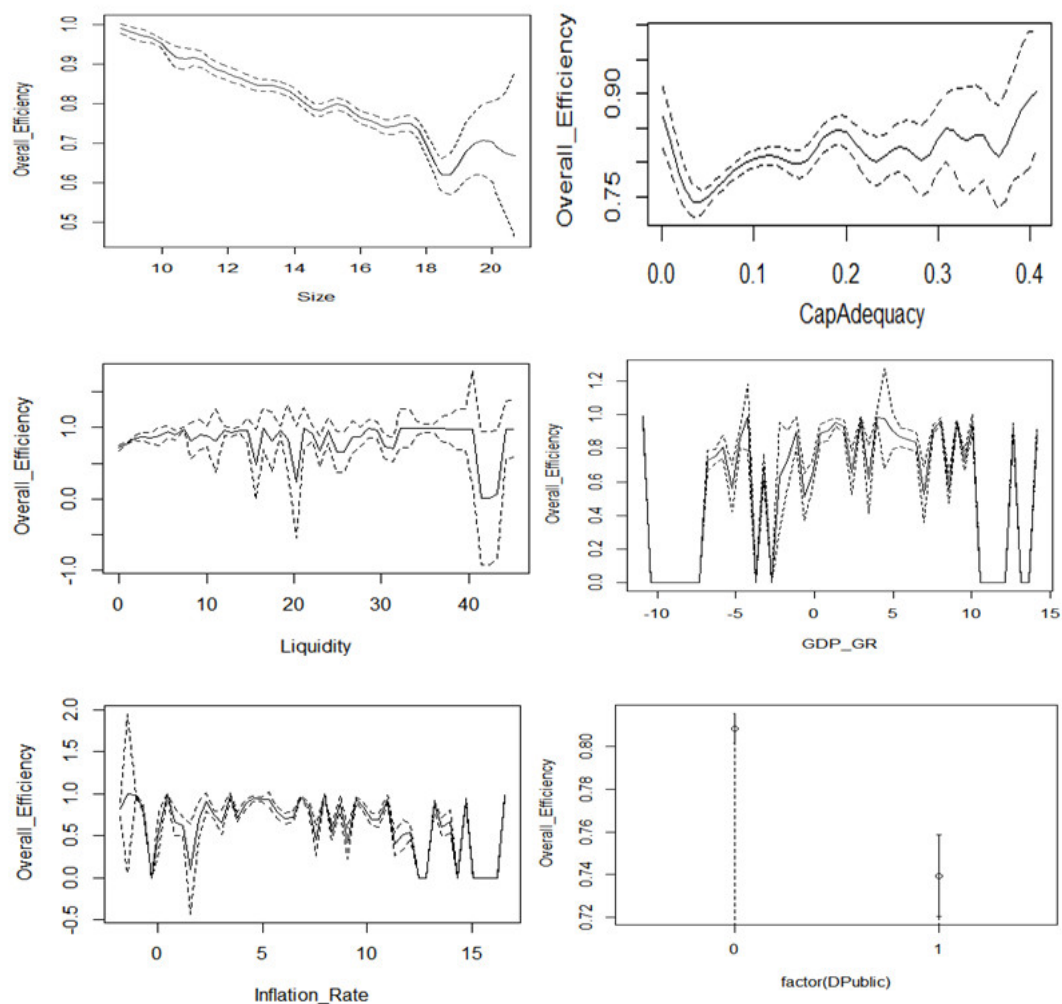 Overall_Efficiency
1.0
0.9
0.8
0.7
0.6
0.5
10 12 14 16 18 20
Size
Overall_Efficiency
0.90
0.75
0.0 0.1 0.2 0.3 0.4
CapAdequacy
Overall_Efficiency
1.0
0.0
-1.0
0 10 20 30 40
Liquidity
Overall_Efficiency
1.2
1.0
0.8
0.6
0.4
0.2
0.0
-10 -5 0 5 10 15
GDP_GR
Overall_Efficiency
2.0
1.5
1.0
0.5
0.0
-0.5
0 5 10 15
Inflation_Rate
Overall_Efficiency
0.80
0.78
0.76
0.74
0.72
0 1
factor(DPublic)